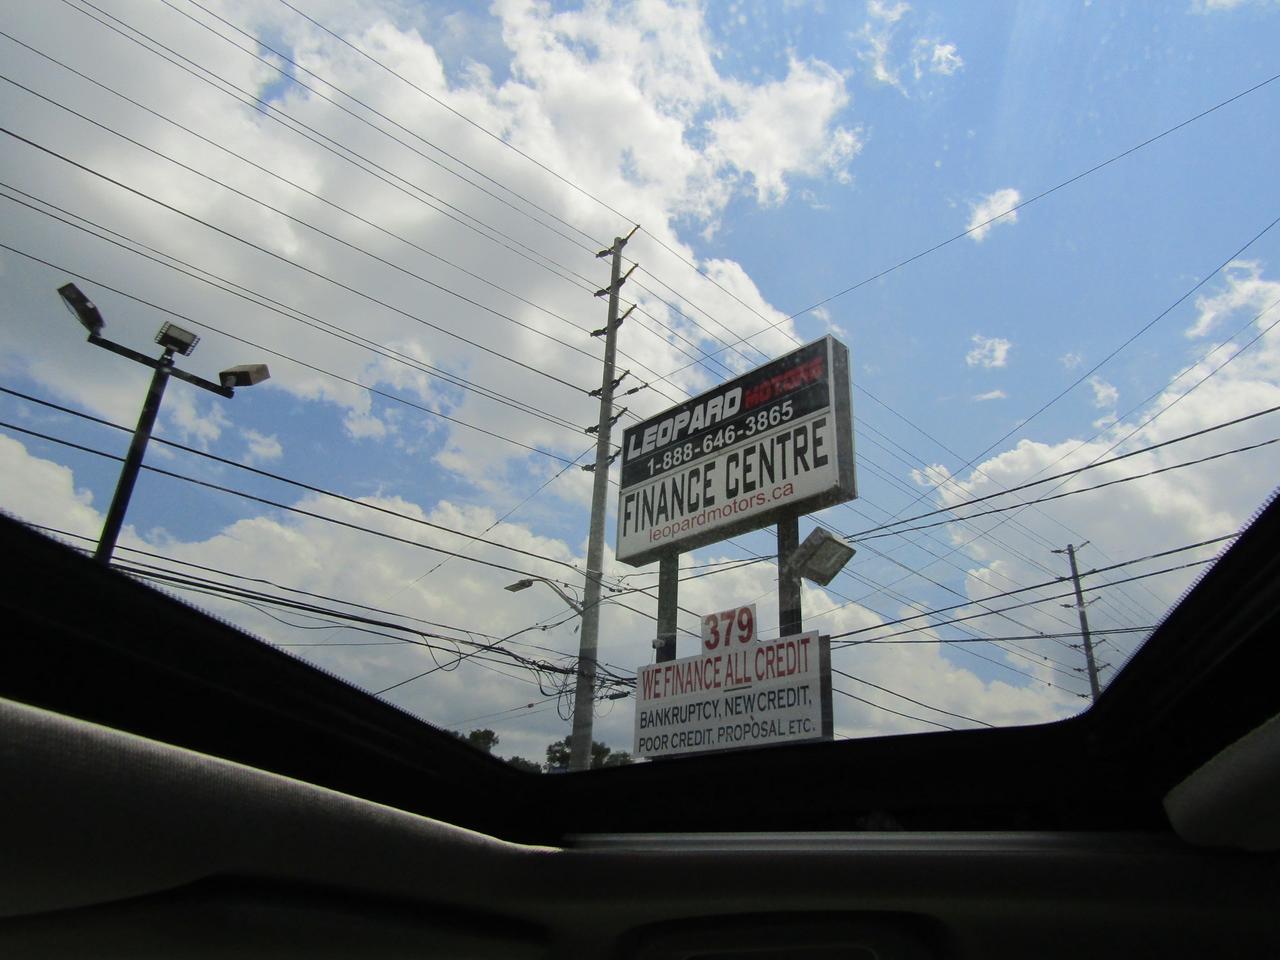 LEOPARD MOTORS
1-888-646-3865
FINANCE CENTRE
leopardmotors.ca
379
WE FINANCE ALL CREDIT
BANKRUPTCY, NEW CREDIT,
POOR CREDIT, PROPOSAL ETC.